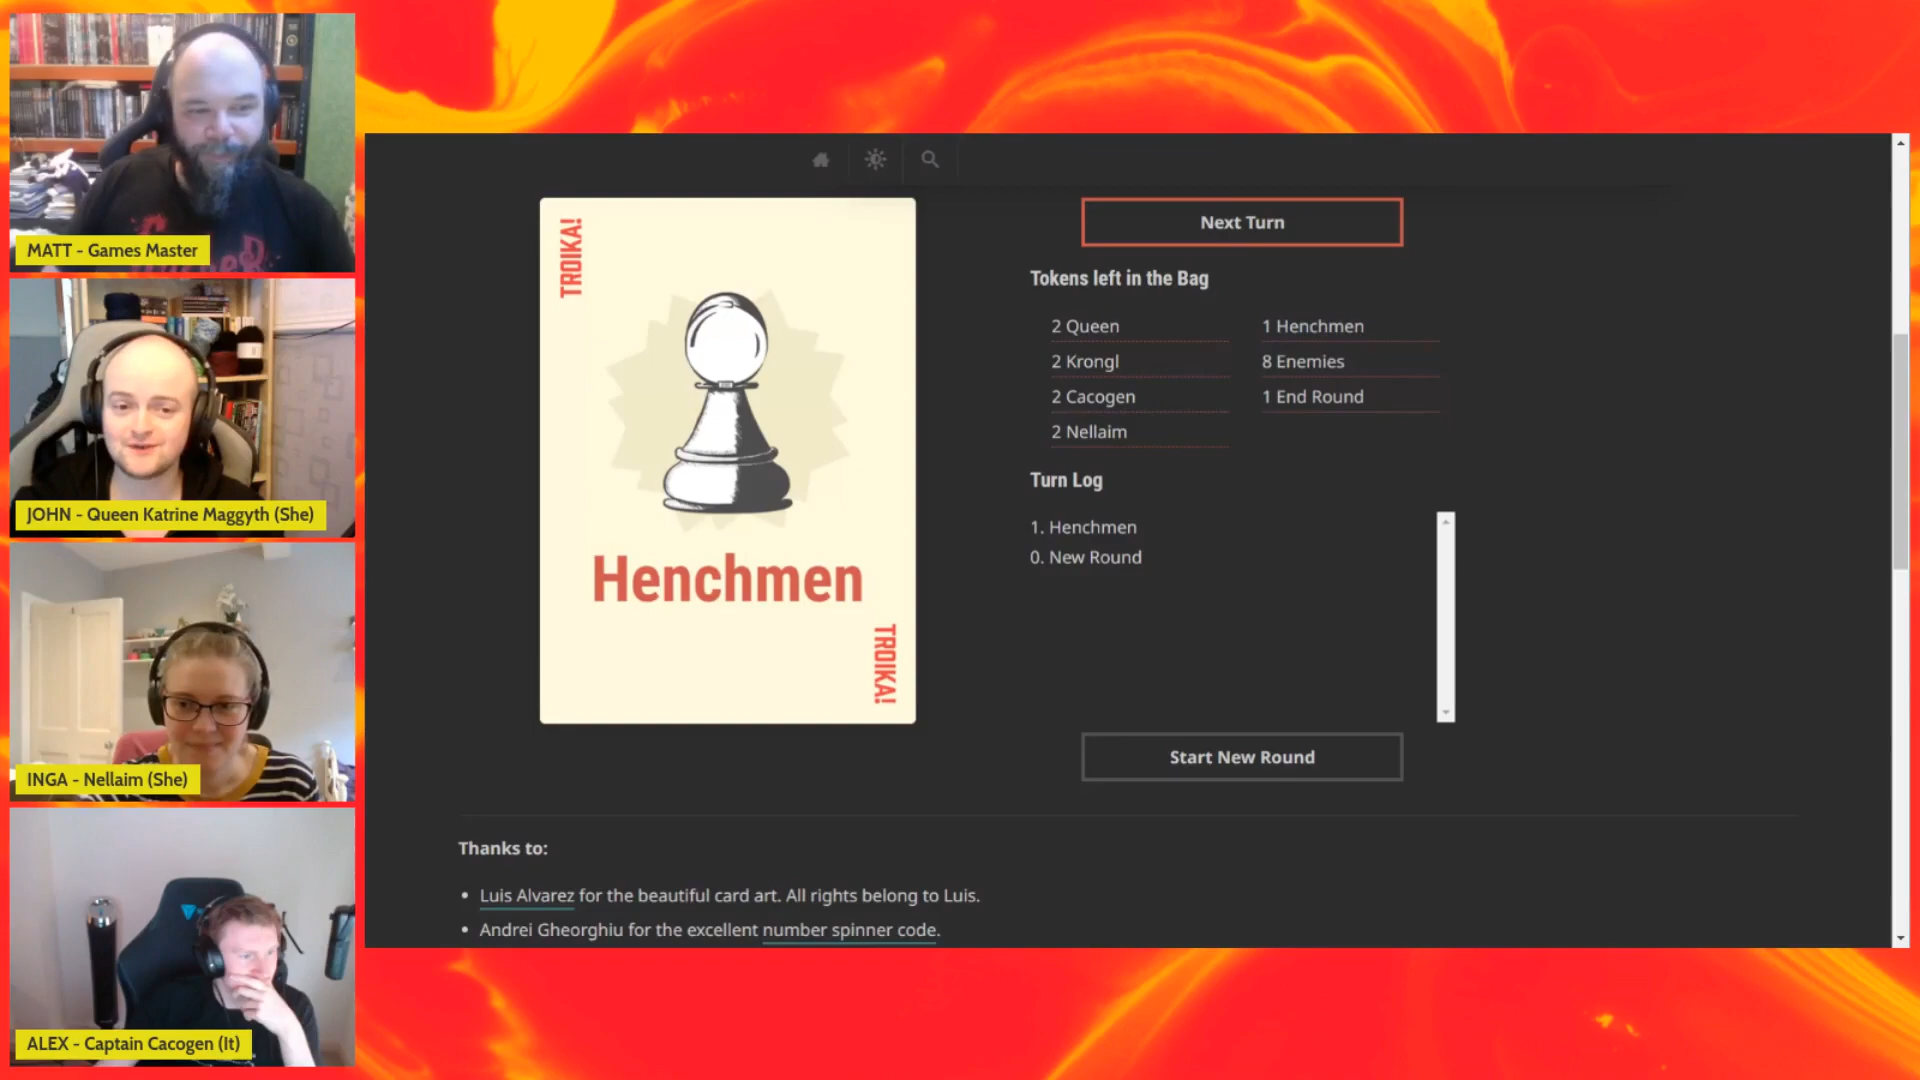 MATT - Games Master
JOHN - Queen Katrine Maggyth (She)
INGA - Nellaim (She)
ALEX - Captain Cacogen (It)
TROIKA!
Henchmen
TROIKA!
Next Turn
Tokens left in the Bag
2 Queen
1 Henchmen
2 Krongl
8 Enemies
2 Cacogen
1 End Round
2 Nellaim
Turn Log
1. Henchmen
0. New Round
Start New Round
Thanks to:
• Luis Alvarez for the beautiful card art. All rights belong to Luis.
• Andrei Gheorghiu for the excellent number spinner code.